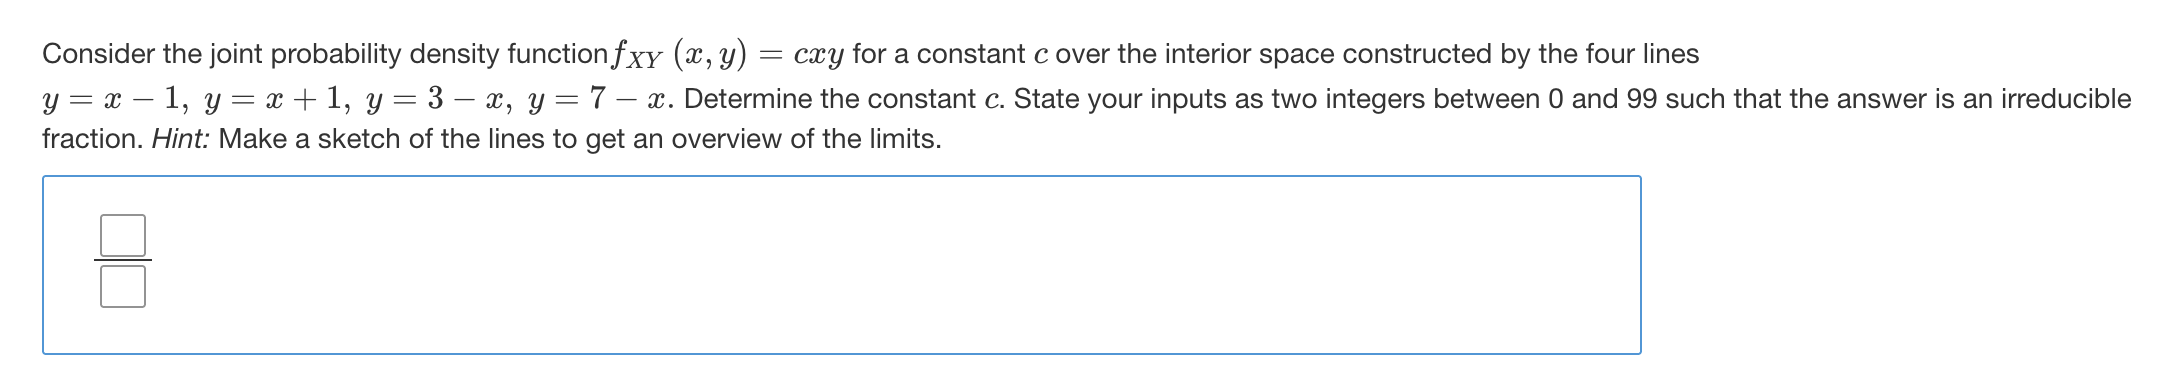 Consider the joint probability density function f_{XY} (x, y) = cxy for a constant c over the interior space constructed by the four lines
y = x − 1, y = x + 1, y = 3 − x, y = 7 − x. Determine the constant c. State your inputs as two integers between 0 and 99 such that the answer is an irreducible
fraction. Hint: Make a sketch of the lines to get an overview of the limits.